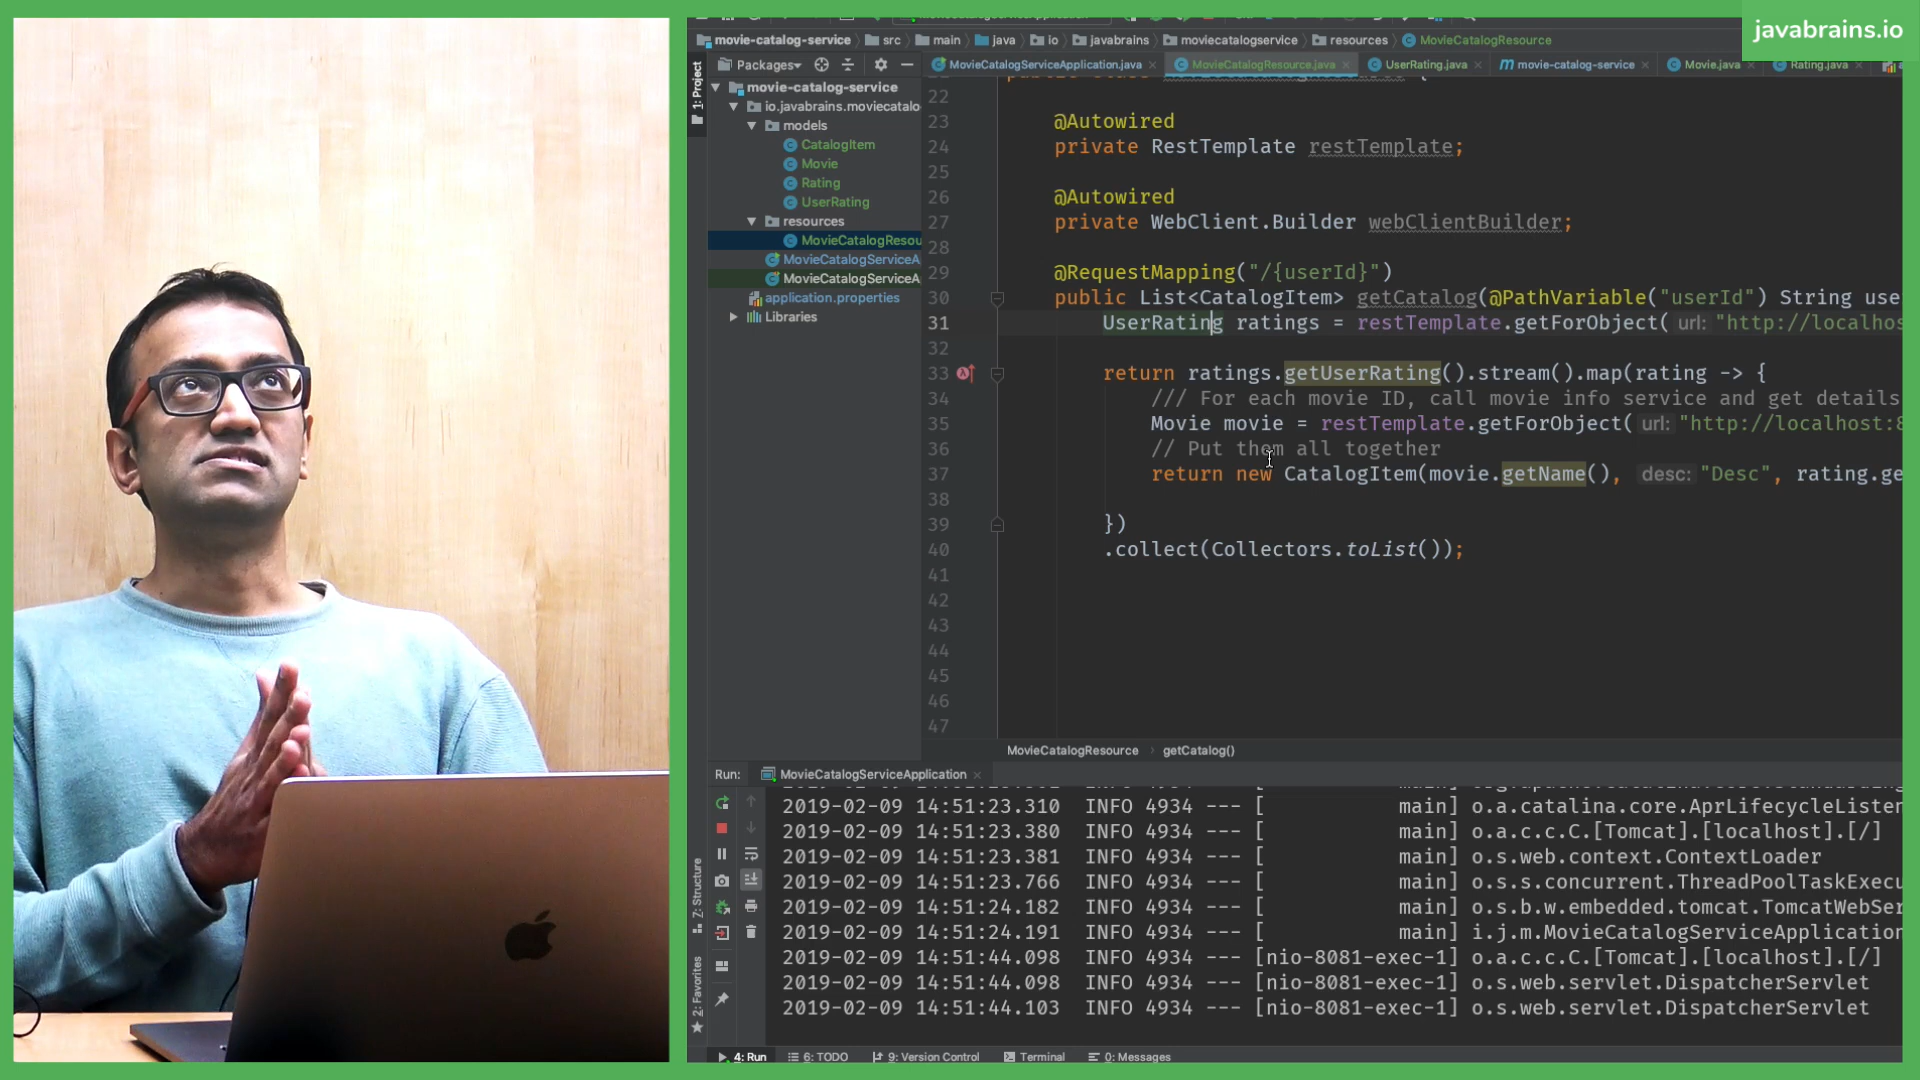 javabrains.io
movie-catalog-service src main java io javabrains moviecatalogservice resources MovieCatalogResource
1: Project
Packages
MovieCatalogServiceApplication.java MovieCatalogResource.java UserRating.java movie-catalog-service Movie.java Rating.java
movie-catalog-service
io.javabrains.moviecatalo
models
CatalogItem
Movie
Rating
UserRating
resources
MovieCatalogResou
MovieCatalogServiceA
MovieCatalogServiceA
application.properties
Libraries
22
23 @Autowired
24 private RestTemplate restTemplate;
25
26 @Autowired
27 private WebClient.Builder webClientBuilder;
28
29 @RequestMapping("/{userId}")
30 public List<CatalogItem> getCatalog(@PathVariable("userId") String use
31 UserRating ratings = restTemplate.getForObject( url: "http://localhos
32
33 return ratings.getUserRating().stream().map(rating -> {
34 /// For each movie ID, call movie info service and get details
35 Movie movie = restTemplate.getForObject( url: "http://localhost:8
36 // Put them all together
37 return new CatalogItem(movie.getName(), desc: "Desc", rating.ge
38
39 })
40 .collect(Collectors.toList());
41
42
43
44
45
46
47
MovieCatalogResource › getCatalog()
Run: MovieCatalogServiceApplication
2019-02-09 14:51:23.310 INFO 4934 --- [ main] o.a.catalina.core.AprLifecycleListen
2019-02-09 14:51:23.380 INFO 4934 --- [ main] o.a.c.c.C.[Tomcat].[localhost].[/]
2019-02-09 14:51:23.381 INFO 4934 --- [ main] o.s.web.context.ContextLoader
2019-02-09 14:51:23.766 INFO 4934 --- [ main] o.s.s.concurrent.ThreadPoolTaskExecu
2019-02-09 14:51:24.182 INFO 4934 --- [ main] o.s.b.w.embedded.tomcat.TomcatWebSer
2019-02-09 14:51:24.191 INFO 4934 --- [ main] i.j.m.MovieCatalogServiceApplication
2019-02-09 14:51:44.098 INFO 4934 --- [nio-8081-exec-1] o.a.c.c.C.[Tomcat].[localhost].[/]
2019-02-09 14:51:44.098 INFO 4934 --- [nio-8081-exec-1] o.s.web.servlet.DispatcherServlet
2019-02-09 14:51:44.103 INFO 4934 --- [nio-8081-exec-1] o.s.web.servlet.DispatcherServlet
Z: Structure
2: Favorites
4: Run 6: TODO 9: Version Control Terminal 0: Messages